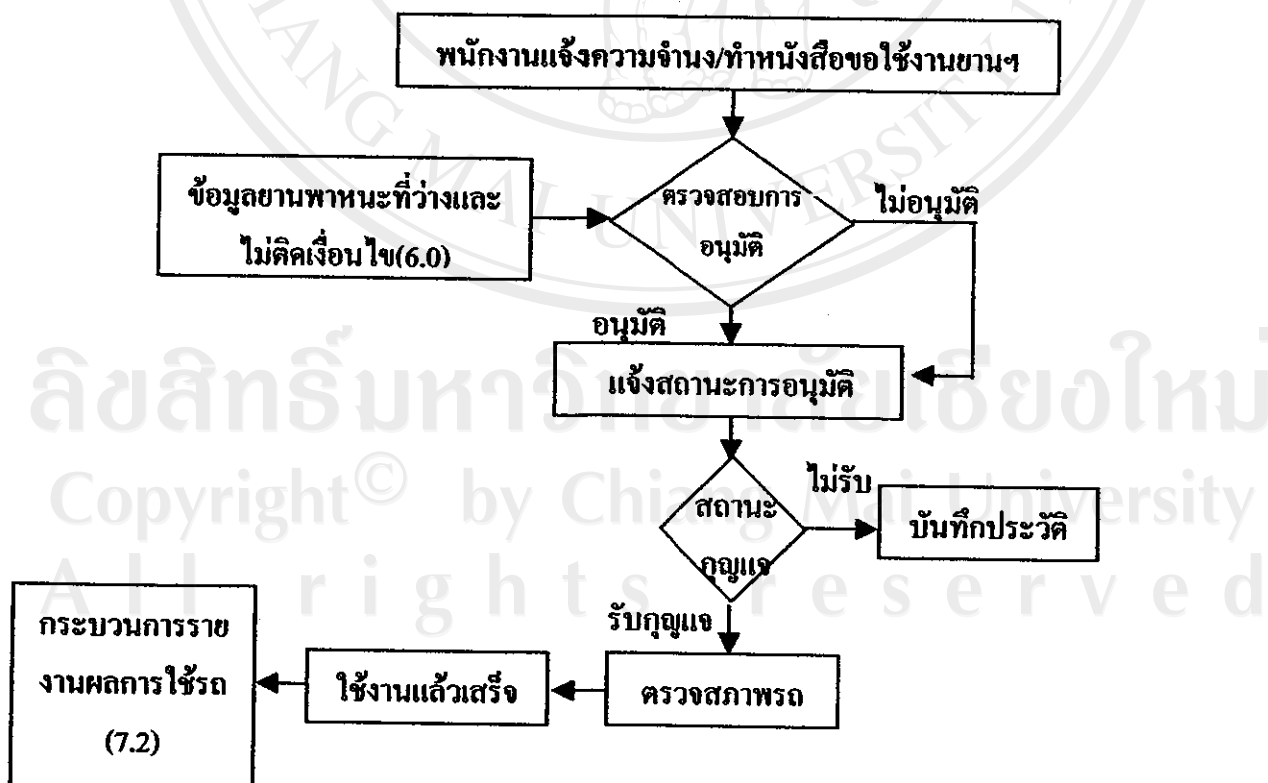 พนักงานแจ้งความจำนง/ทำหนังสือขอใช้งานยานฯ
ข้อมูลยานพาหนะที่ว่างและ
ไม่ติดเงื่อนไข(6.0)
ตรวจสอบการ
อนุมัติ
ไม่อนุมัติ
อนุมัติ
แจ้งสถานะการอนุมัติ
สถานะ
กุญแจ
ไม่รับ
บันทึกประวัติ
รับกุญแจ
กระบวนการราย
งานผลการใช้รถ
(7.2)
ใช้งานแล้วเสร็จ
ตรวจสภาพรถ
ANG MAI UNIVERSITY
ลิขสิทธิ์มหาวิทยาลัยเชียงใหม่
Copyright© by Chiang Mai University
All rights reserved